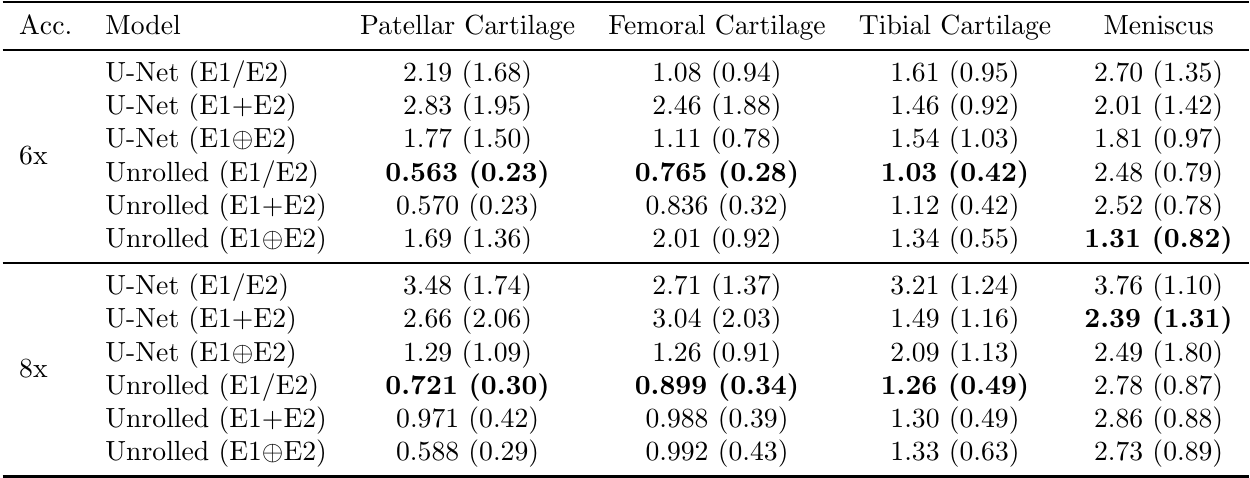 Acc. Model Patellar Cartilage Femoral Cartilage Tibial Cartilage Meniscus
U-Net (E1/E2) 2.19 (1.68) 1.08 (0.94) 1.61 (0.95) 2.70 (1.35)
U-Net (E1+E2) 2.83 (1.95) 2.46 (1.88) 1.46 (0.92) 2.01 (1.42)
U-Net (E1⊕E2) 1.77 (1.50) 1.11 (0.78) 1.54 (1.03) 1.81 (0.97)
6x
Unrolled (E1/E2) 0.563 (0.23) 0.765 (0.28) 1.03 (0.42) 2.48 (0.79)
Unrolled (E1+E2) 0.570 (0.23) 0.836 (0.32) 1.12 (0.42) 2.52 (0.78)
Unrolled (E1⊕E2) 1.69 (1.36) 2.01 (0.92) 1.34 (0.55) 1.31 (0.82)
U-Net (E1/E2) 3.48 (1.74) 2.71 (1.37) 3.21 (1.24) 3.76 (1.10)
U-Net (E1+E2) 2.66 (2.06) 3.04 (2.03) 1.49 (1.16) 2.39 (1.31)
U-Net (E1⊕E2) 1.29 (1.09) 1.26 (0.91) 2.09 (1.13) 2.49 (1.80)
8x
Unrolled (E1/E2) 0.721 (0.30) 0.899 (0.34) 1.26 (0.49) 2.78 (0.87)
Unrolled (E1+E2) 0.971 (0.42) 0.988 (0.39) 1.30 (0.49) 2.86 (0.88)
Unrolled (E1⊕E2) 0.588 (0.29) 0.992 (0.43) 1.33 (0.63) 2.73 (0.89)